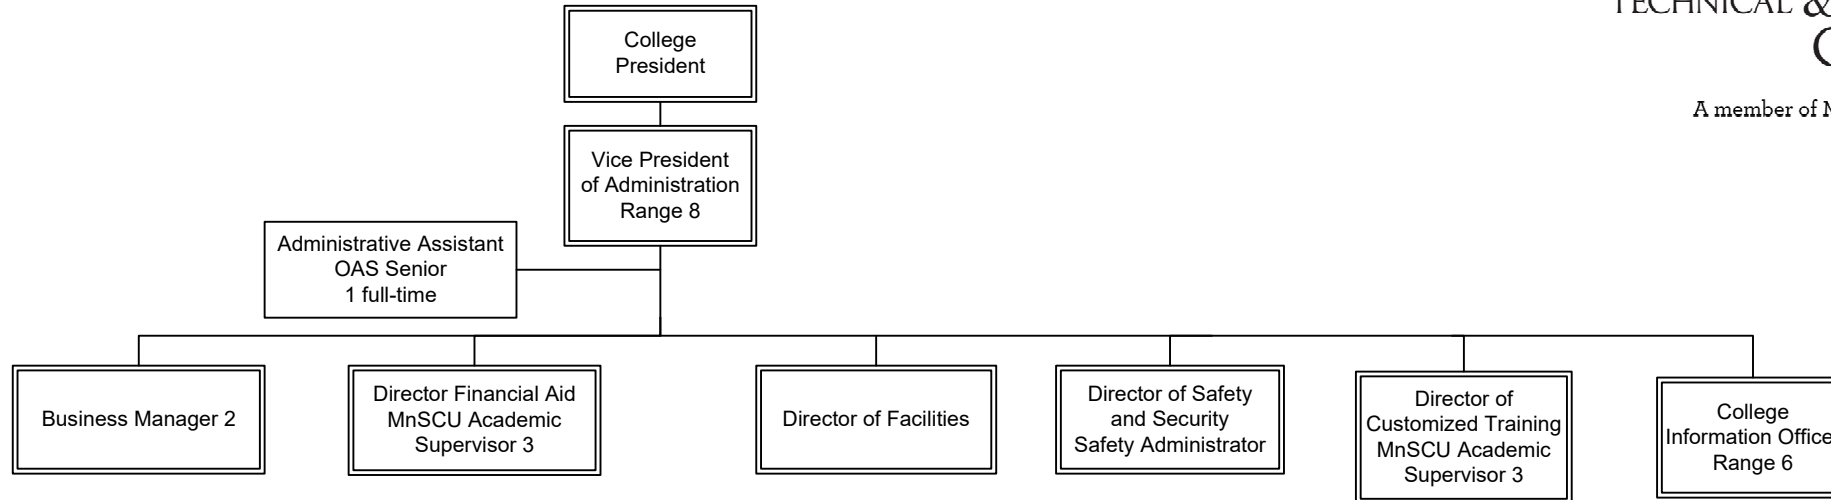 TECHNICAL &
A member of
College
President
Vice President
of Administration
Range 8
Administrative Assistant
OAS Senior
1 full-time
Business Manager 2
Director Financial Aid
MnSCU Academic
Supervisor 3
Director of Facilities
Director of Safety
and Security
Safety Administrator
Director of
Customized Training
MnSCU Academic
Supervisor 3
College
Information Office
Range 6